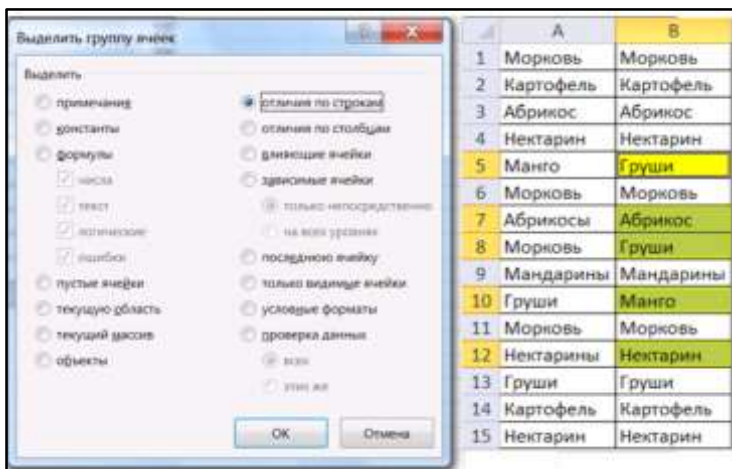 Выделить группу ячеек
Выделить
примечания
константы
формулы
числа
текст
логические
ошибки
пустые ячейки
текущую область
текущий массив
объекты
отличия по строкам
отличия по столбцам
влияющие ячейки
зависимые ячейки
только непосредственно
на всех уровнях
последнюю ячейку
только видимые ячейки
условные форматы
проверка данных
всех
этих же
ОК Отмена
A B
1 Морковь Морковь
2 Картофель Картофель
3 Абрикос Абрикос
4 Нектарин Нектарин
5 Манго Груши
6 Морковь Морковь
7 Абрикосы Абрикос
8 Морковь Груши
9 Мандарины Мандарины
10 Груши Манго
11 Морковь Морковь
12 Нектарины Нектарин
13 Груши Груши
14 Картофель Картофель
15 Нектарин Нектарин